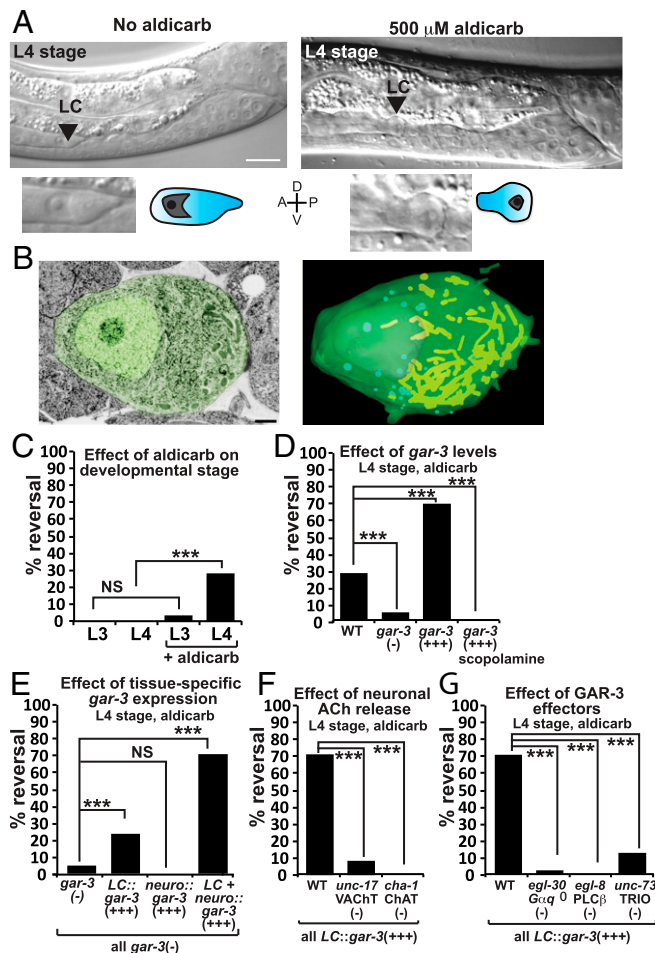 A
No aldicarb
500 μM aldicarb
L4 stage
LC
L4 stage
LC
D
A P
V
B
C
Effect of aldicarb on
developmental stage
% reversal
100
90
80
70
60
50
40
30
20
10
0
NS
***
L3 L4 L3 L4
+ aldicarb
D
Effect of gar-3 levels
L4 stage, aldicarb
% reversal
100
90
80
70
60
50
40
30
20
10
0
***
***
***
WT
gar-3
(-)
gar-3
(+++)
gar-3
(+++)
scopolamine
E
Effect of tissue-specific
gar-3 expression
L4 stage, aldicarb
% reversal
100
90
80
70
60
50
40
30
20
10
0
***
NS
***
gar-3
(-)
LC::
gar-3
(+++)
neuro::
gar-3
(+++)
LC +
neuro::
gar-3
(+++)
all gar-3(-)
F
Effect of neuronal
ACh release
L4 stage, aldicarb
% reversal
100
90
80
70
60
50
40
30
20
10
0
***
***
WT
unc-17
VAChT
(-)
cha-1
ChAT
(-)
all LC::gar-3(+++)
G
Effect of GAR-3
effectors
L4 stage, aldicarb
% reversal
100
90
80
70
60
50
40
30
20
10
0
***
***
***
WT
egl-30
Gαq
(-)
0
egl-8
PLCβ
(-)
unc-73
TRIO
(-)
all LC::gar-3(+++)